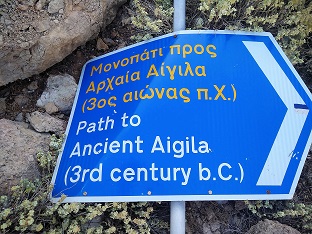 Μονοπάτι προς
Αρχαία Αίγιλα
(3ος αιώνας π.Χ.)
Path to
Ancient Aigila
(3rd century b.C.)